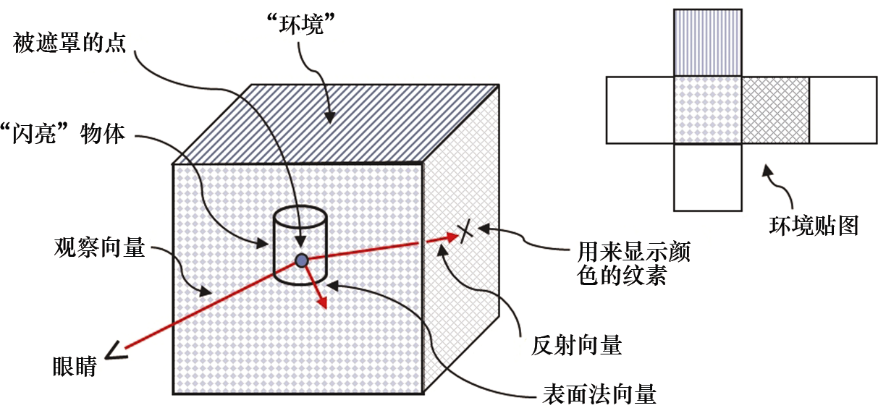 “环境”
被遮罩的点
“闪亮”物体
观察向量
眼睛
用来显示颜
色的纹素
反射向量
表面法向量
环境贴图